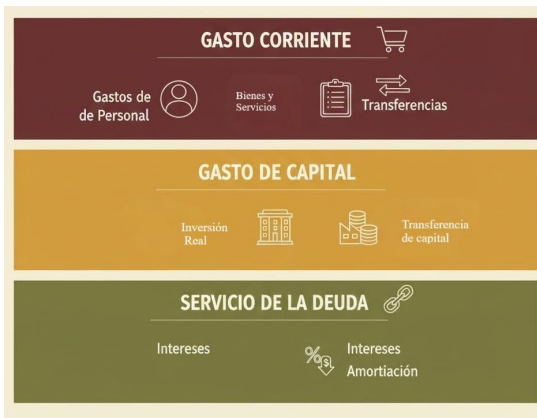 GASTO CORRIENTE
Gastos de
de Personal
Bienes y
Servicios
Transferencias
GASTO DE CAPITAL
Inversión
Real
Transferencia
de capital
SERVICIO DE LA DEUDA
Intereses
%
$
Intereses
Amortiación